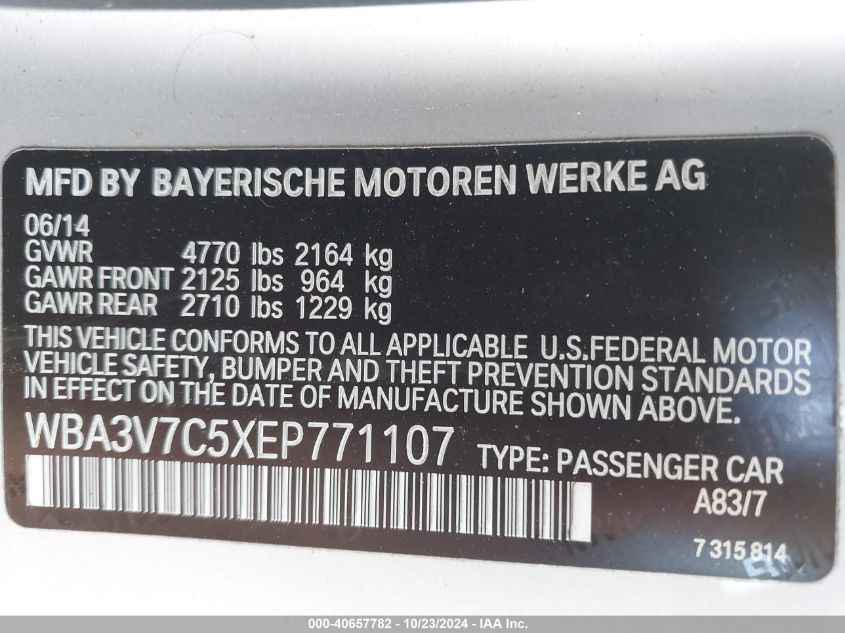 MFD BY BAYERISCHE MOTOREN WERKE AG
06/14
GVWR 4770 lbs 2164 kg
GAWR FRONT 2125 lbs 964 kg
GAWR REAR 2710 lbs 1229 kg
THIS VEHICLE CONFORMS TO ALL APPLICABLE U.S.FEDERAL MOTOR
VEHICLE SAFETY, BUMPER AND THEFT PREVENTION STANDARDS
IN EFFECT ON THE DATE OF MANUFACTURE SHOWN ABOVE.
WBA3V7C5XEP771107 TYPE: PASSENGER CAR
A83/7
7 315 814
000-40657782 - 10/23/2024 - IAA Inc.